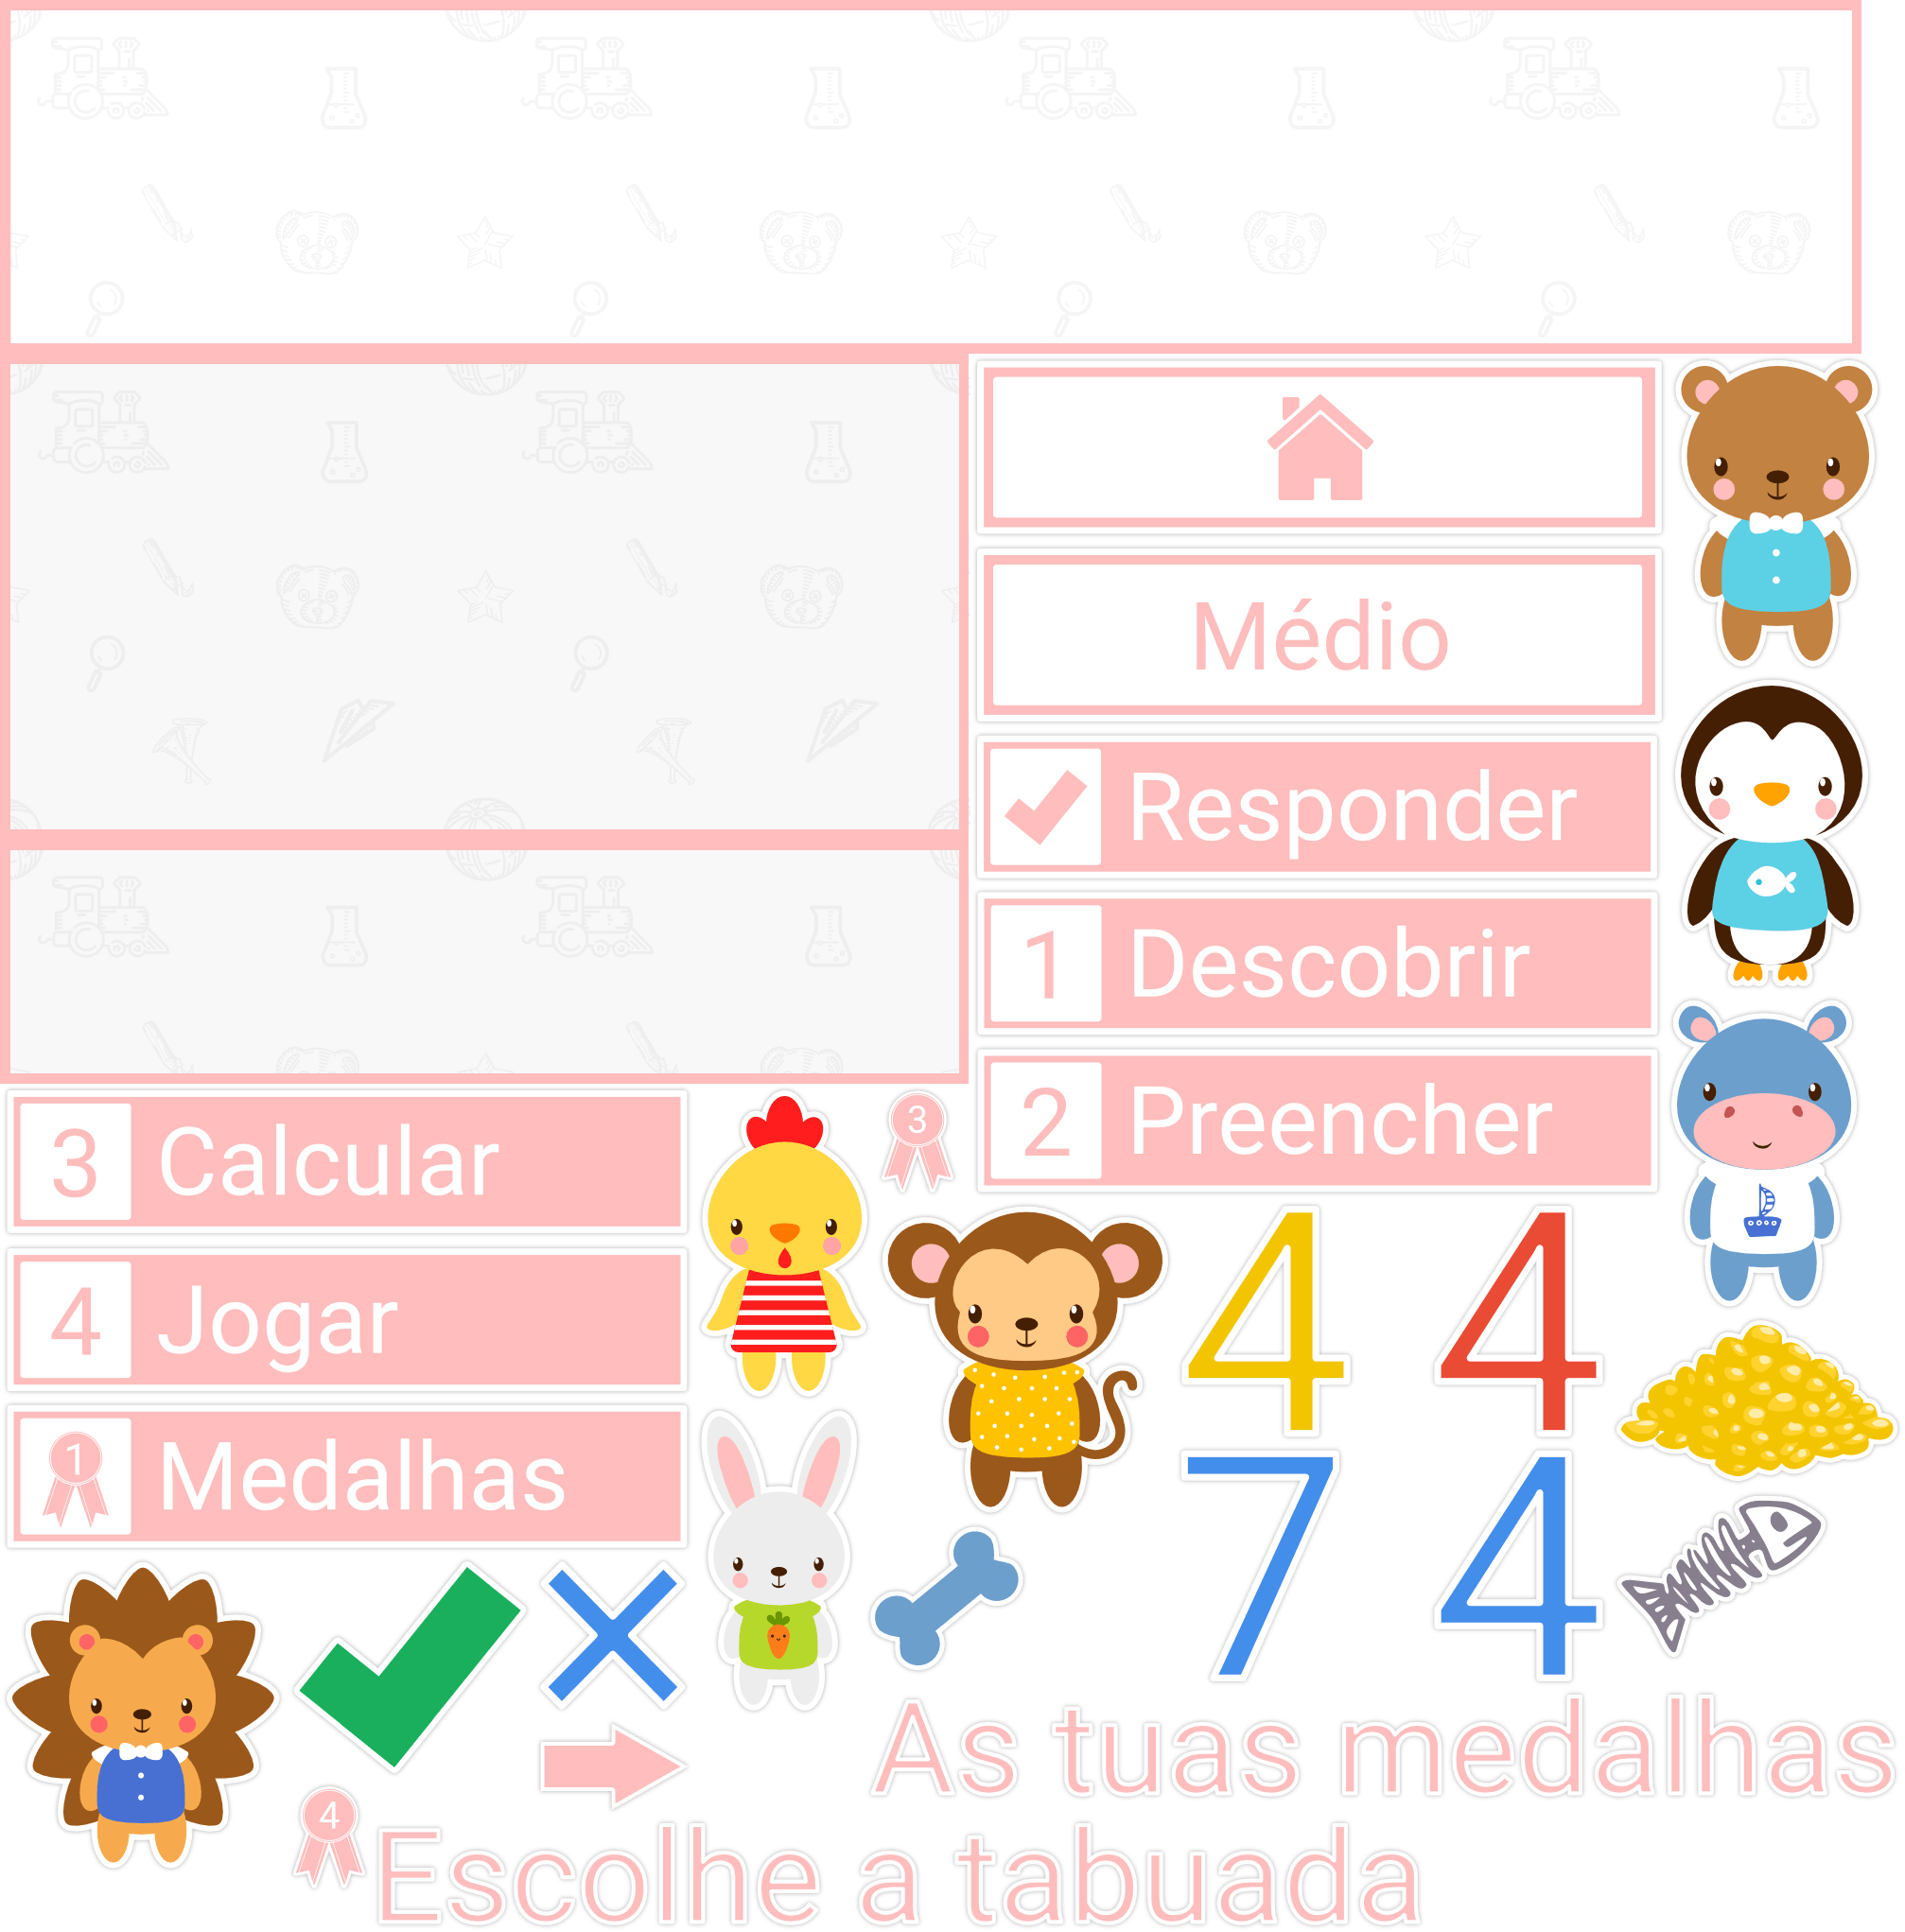 Médio
Responder
1 Descobrir
2 Preencher
3 Calcular
3
4 Jogar
4 4
1 Medalhas
7 4
As tuas medalhas
4
Escolhe a tabuada